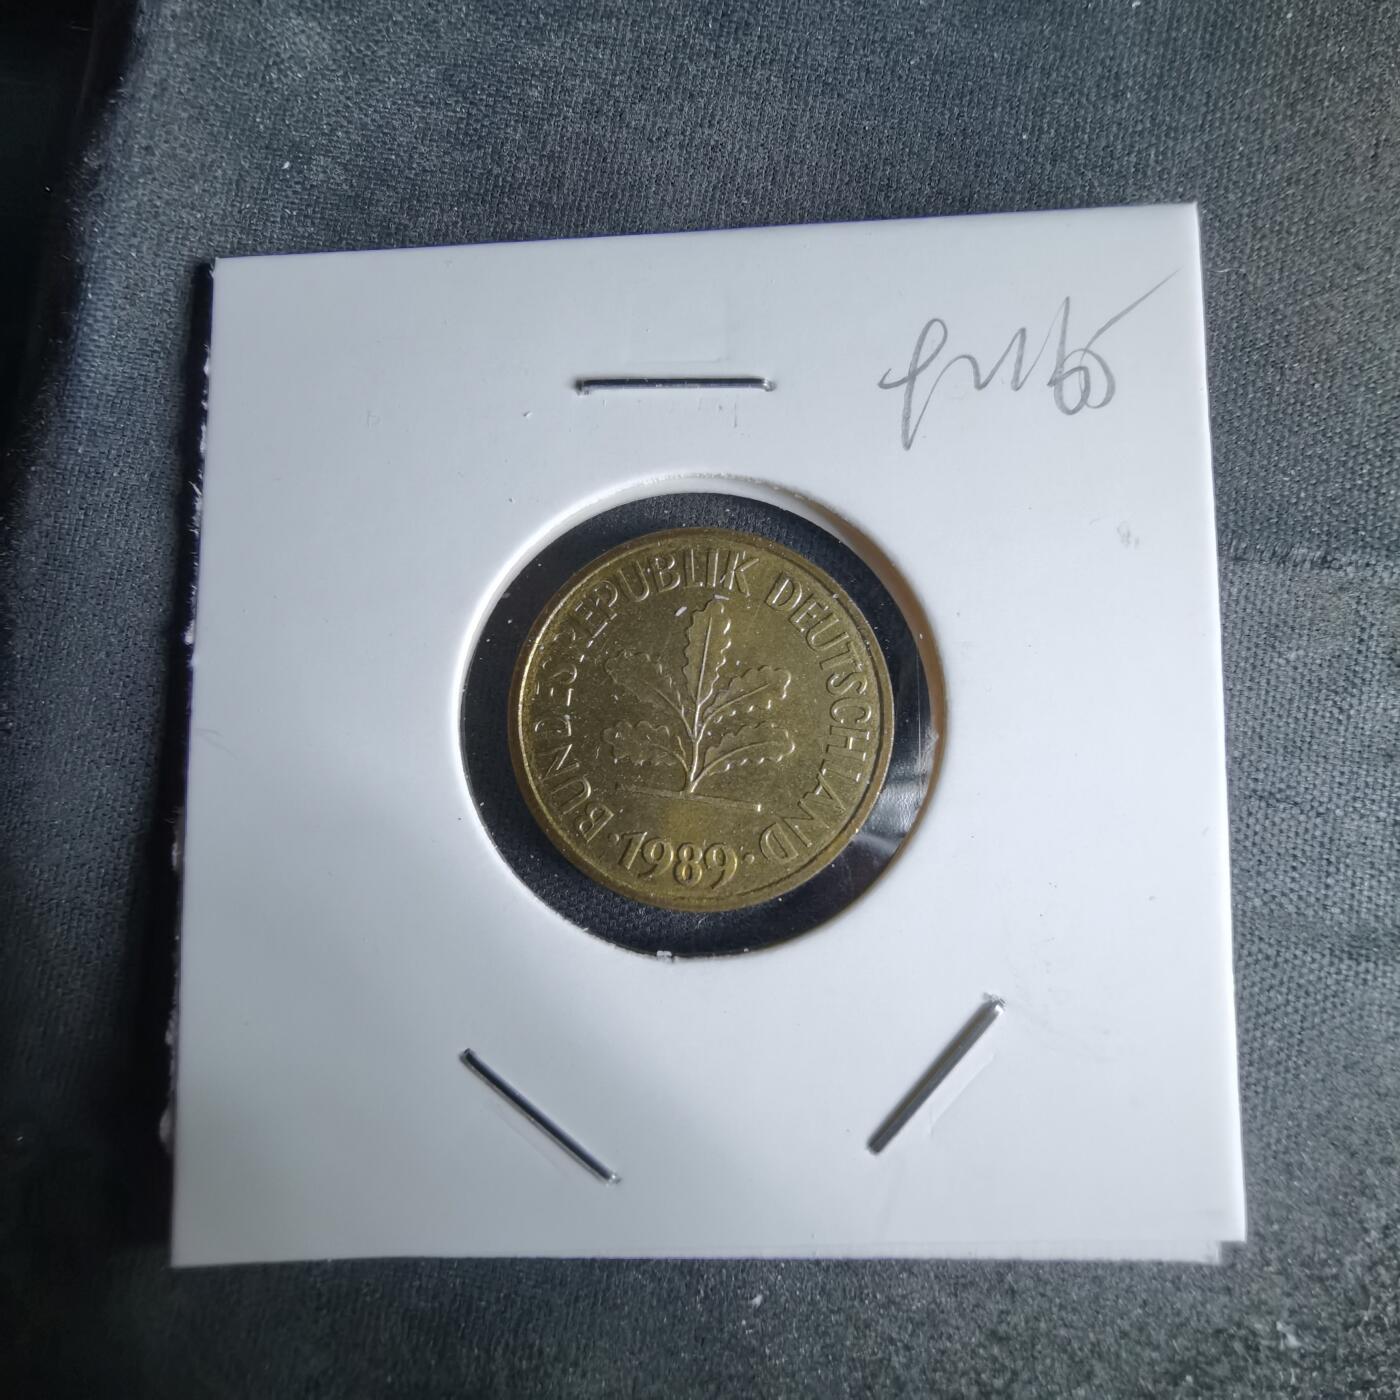 BUNDESREPUBLIK DEUTSCHLAND
·1989·